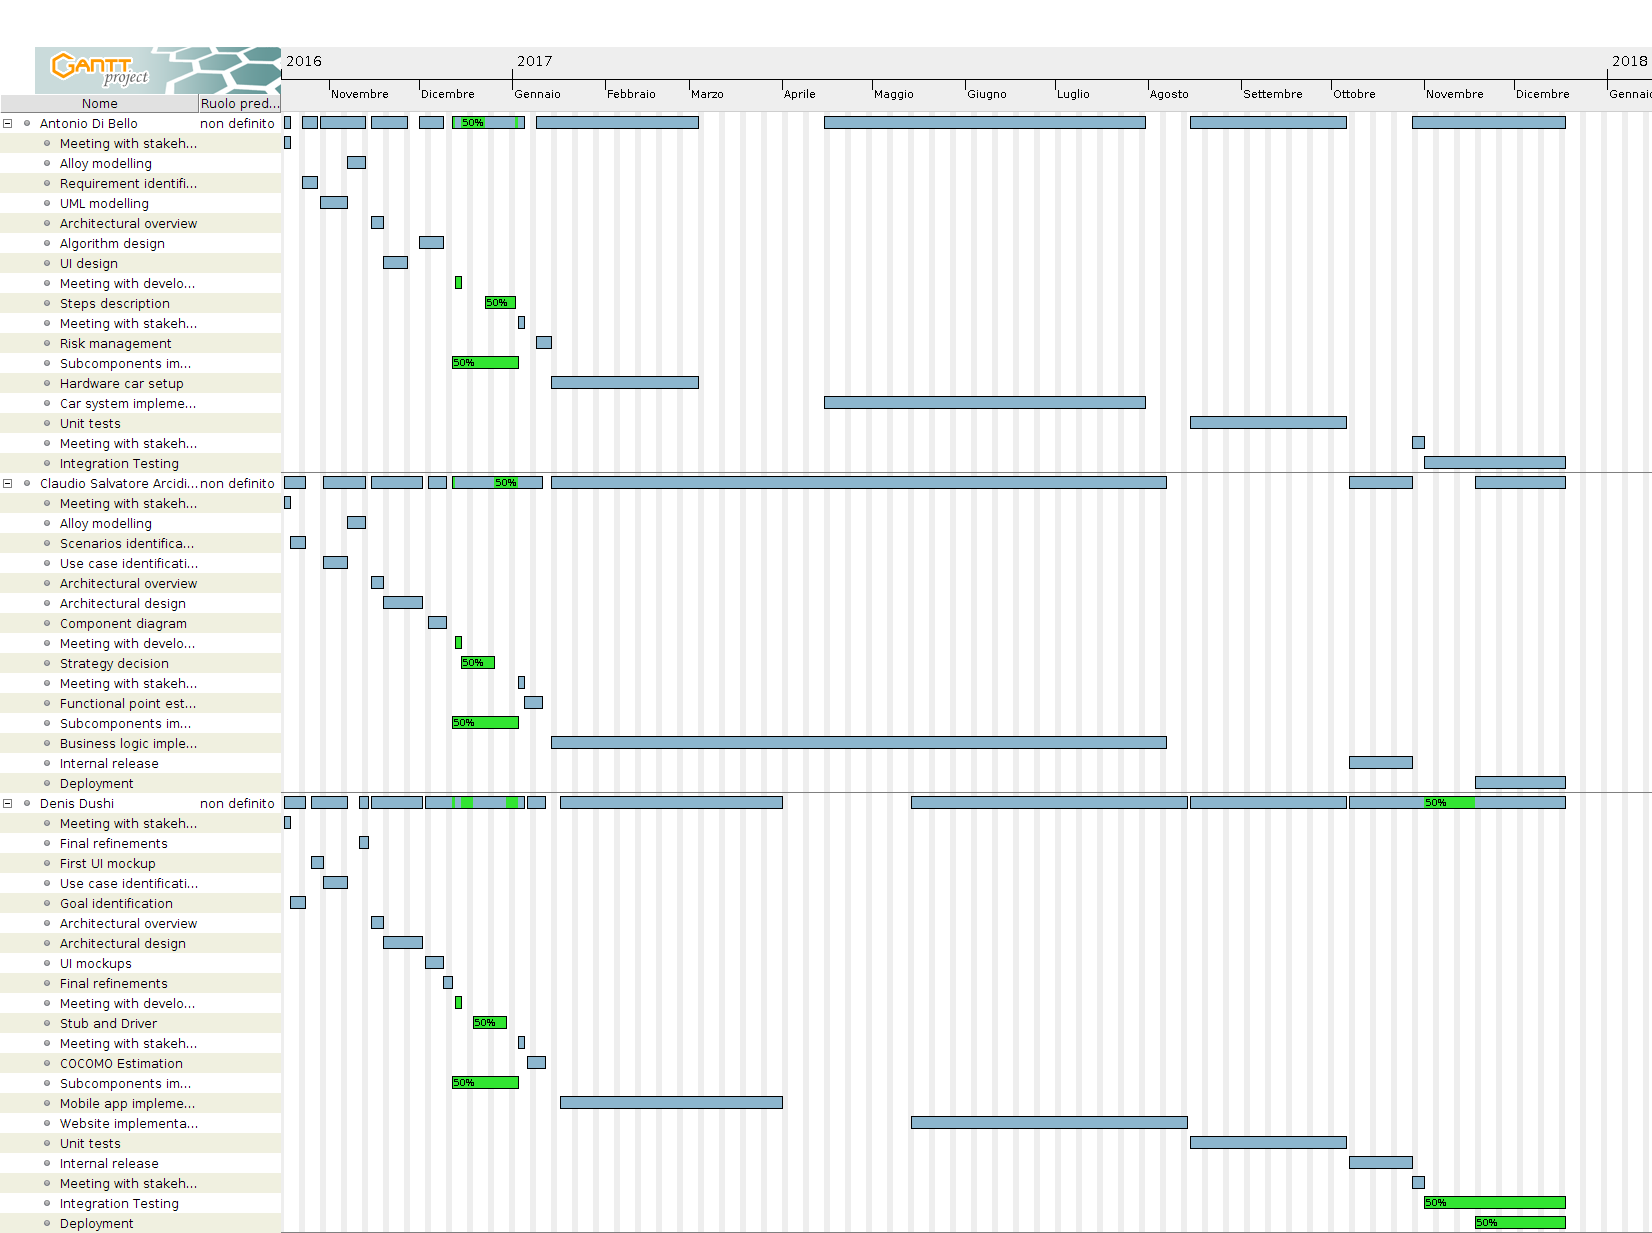 GANTT
project
2016 2017 2018
Nome Ruolo pred... Novembre Dicembre Gennaio Febbraio Marzo Aprile Maggio Giugno Luglio Agosto Settembre Ottobre Novembre Dicembre Gennaio
Antonio Di Bello non definito 50%
Meeting with stakeh...
Alloy modelling
Requirement identifi...
UML modelling
Architectural overview
Algorithm design
UI design
Meeting with develo...
Steps description 50%
Meeting with stakeh...
Risk management
Subcomponents im... 50%
Hardware car setup
Car system impleme...
Unit tests
Meeting with stakeh...
Integration Testing
Claudio Salvatore Arcidi... non definito 50%
Meeting with stakeh...
Alloy modelling
Scenarios identifica...
Use case identificati...
Architectural overview
Architectural design
Component diagram
Meeting with develo...
Strategy decision 50%
Meeting with stakeh...
Functional point est...
Subcomponents im... 50%
Business logic imple...
Internal release
Deployment
Denis Dushi non definito 50%
Meeting with stakeh...
Final refinements
First UI mockup
Use case identificati...
Goal identification
Architectural overview
Architectural design
UI mockups
Final refinements
Meeting with develo...
Stub and Driver 50%
Meeting with stakeh...
COCOMO Estimation
Subcomponents im... 50%
Mobile app impleme...
Website implementa...
Unit tests
Internal release
Meeting with stakeh...
Integration Testing 50%
Deployment 50%